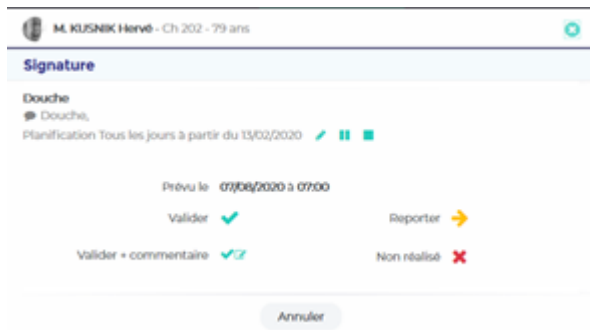 M. KUSNIK Hervé - Ch 202 - 79 ans
Signature
Douche
Douche,
Planification Tous les jours à partir du 13/02/2020
Prévu le 07/08/2020 à 07:00
Valider
Reporter
Valider + commentaire
Non réalisé
Annuler